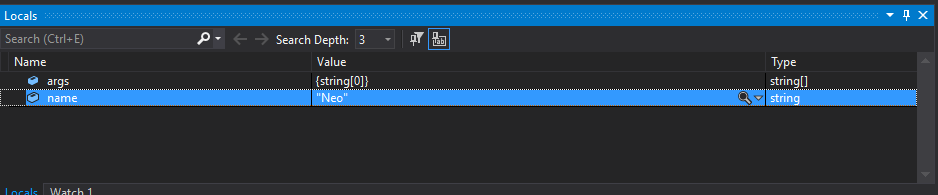 Locals
Search (Ctrl+E) Search Depth: 3
Name Value Type
args {string[0]} string[]
name "Neo" string
Locals Watch 1